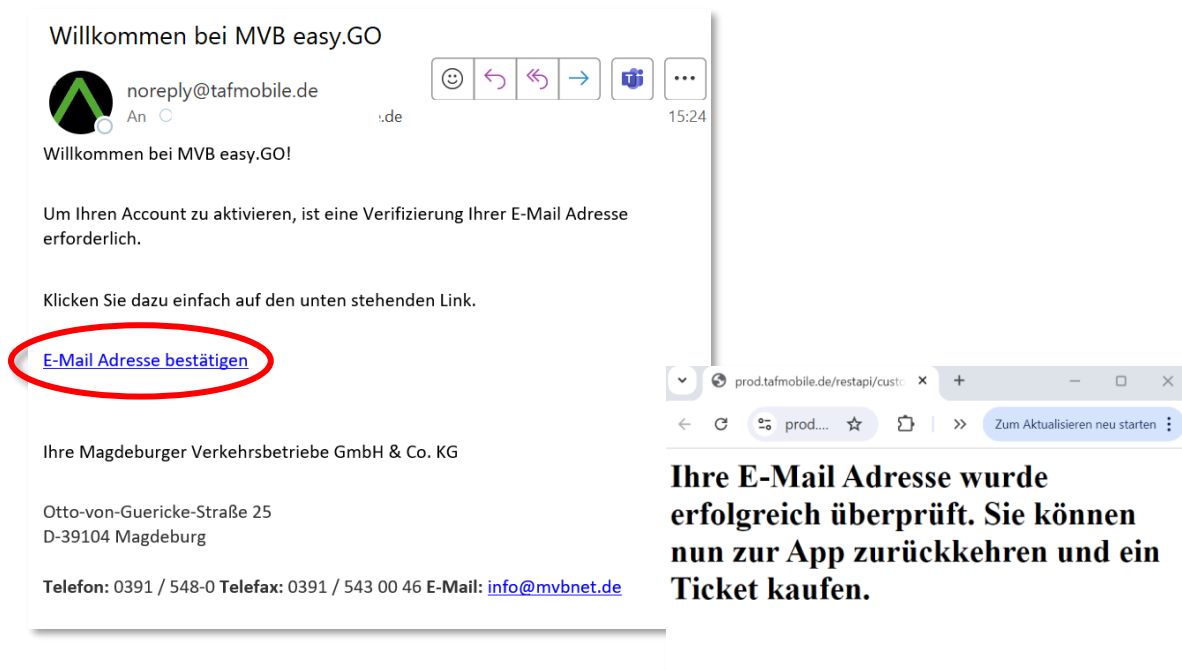 Willkommen bei MVB easy.GO
noreply@tafmobile.de
An
.de
15:24
Willkommen bei MVB easy.GO!
Um Ihren Account zu aktivieren, ist eine Verifizierung Ihrer E-Mail Adresse
erforderlich.
Klicken Sie dazu einfach auf den unten stehenden Link.
E-Mail Adresse bestätigen
Ihre Magdeburger Verkehrsbetriebe GmbH & Co. KG
Otto-von-Guericke-Straße 25
D-39104 Magdeburg
Telefon: 0391 / 548-0 Telefax: 0391 / 543 00 46 E-Mail: info@mvbnet.de
prod.tafmobile.de/restapi/custo
prod....
Zum Aktualisieren neu starten
Ihre E-Mail Adresse wurde
erfolgreich überprüft. Sie können
nun zur App zurückkehren und ein
Ticket kaufen.